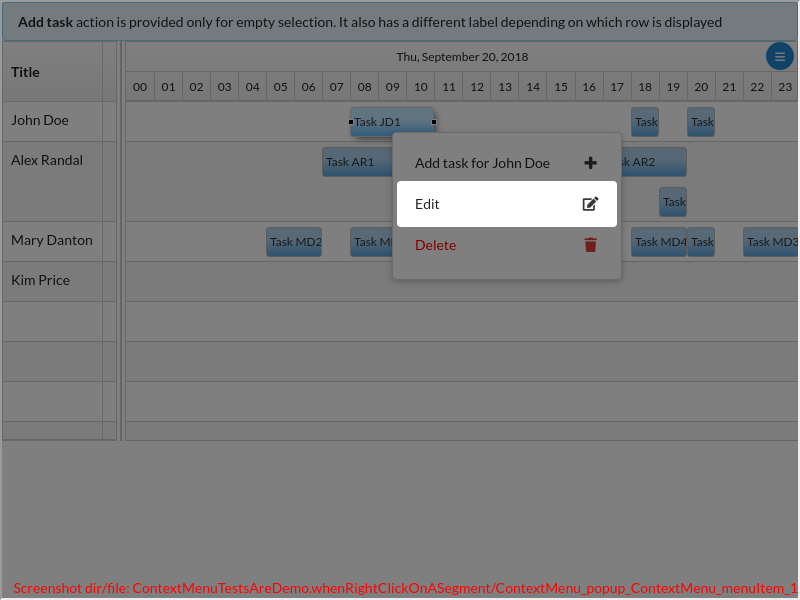 Add task action is provided only for empty selection. It also has a different label depending on which row is displayed
Title
Thu, September 20, 2018
00 01 02 03 04 05 06 07 08 09 10 11 12 13 14 15 16 17 18 19 20 21 22 23
John Doe
Task JD1
Task
Task
Add task for John Doe
Alex Randal
Task AR1
sk AR2
Edit
Task
Mary Danton
Task MD2
Task M
Delete
Task MD4
Task
Task MD3
Kim Price
Screenshot dir/file: ContextMenuTestsAreDemo.whenRightClickOnASegment/ContextMenu_popup_ContextMenu_menuItem_1